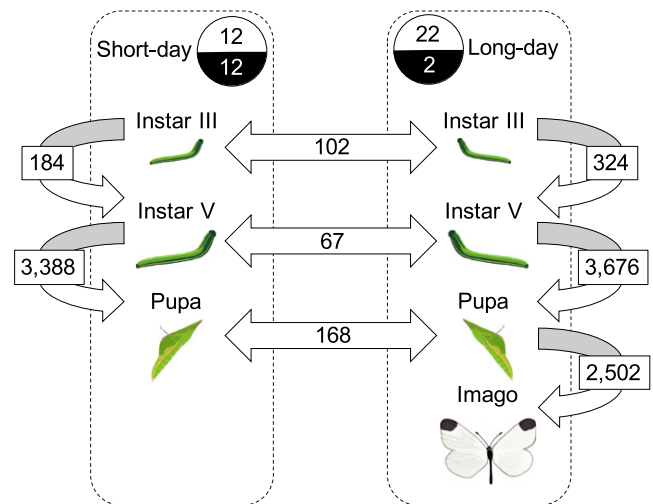 Short-day
12
12
22
2
Long-day
Instar III
Instar III
184
102
324
Instar V
Instar V
3,388
67
3,676
Pupa
Pupa
168
2,502
Imago